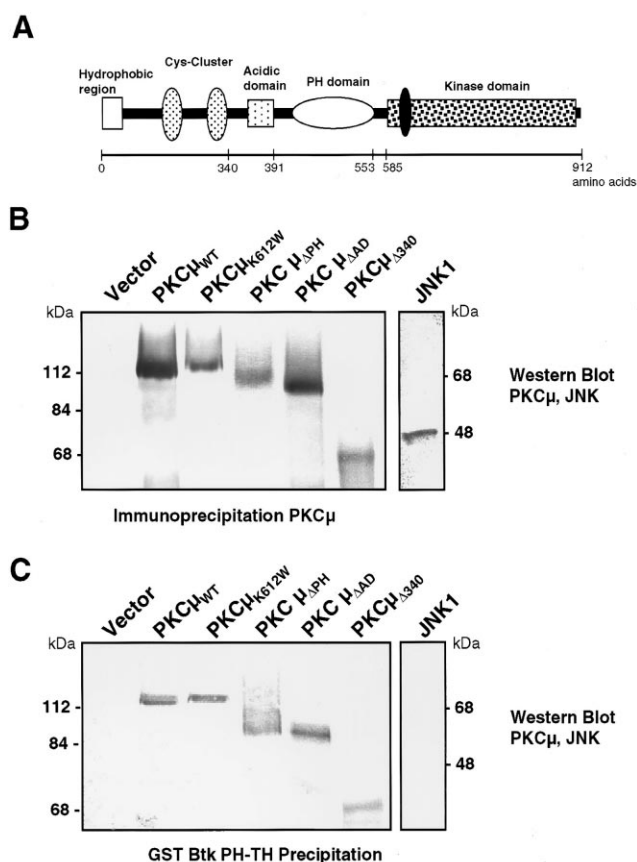 A
Hydrophobic region
Cys-Cluster
Acidic domain
PH domain
Kinase domain
0 340 391 553 585 912
amino acids
B
Vector PKCμWT PKCμK612W PKC μΔPH PKC μΔAD PKCμΔ340 JNK1
kDa kDa
112 -
84 -
68 -
- 68
- 48
Western Blot
PKCμ, JNK
Immunoprecipitation PKCμ
C
Vector PKCμWT PKCμK612W PKC μΔPH PKC μΔAD PKCμΔ340 JNK1
kDa kDa
112 -
84 -
68 -
- 68
- 48
Western Blot
PKCμ, JNK
GST Btk PH-TH Precipitation